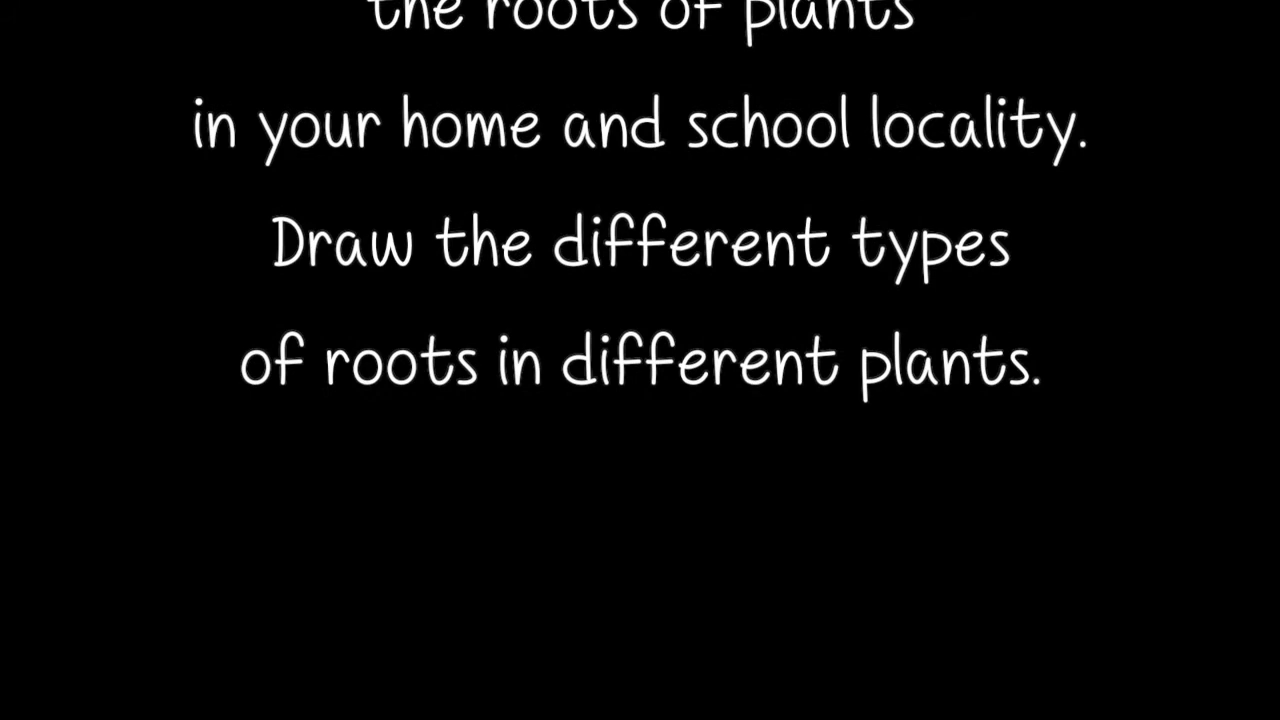 the roots of plants
in your home and school locality.
Draw the different types
of roots in different plants.